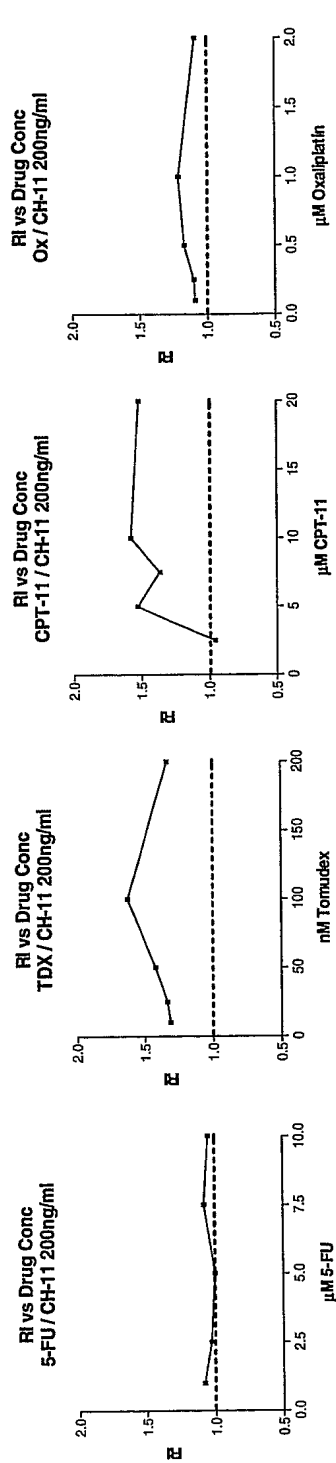 RI vs Drug Conc
5-FU / CH-11 200ng/ml
2.0
1.5
1.0
0.5
RI
0.0
2.5
5.0
7.5
10.0
µM 5-FU
RI vs Drug Conc
TDX / CH-11 200ng/ml
2.0
1.5
1.0
0.5
RI
0
50
100
150
200
nM Tomudex
RI vs Drug Conc
CPT-11 / CH-11 200ng/ml
2.0
1.5
1.0
0.5
RI
0
5
10
15
20
µM CPT-11
RI vs Drug Conc
Ox / CH-11 200ng/ml
2.0
1.5
1.0
0.5
RI
0.0
0.5
1.0
1.5
2.0
µM Oxaliplatin